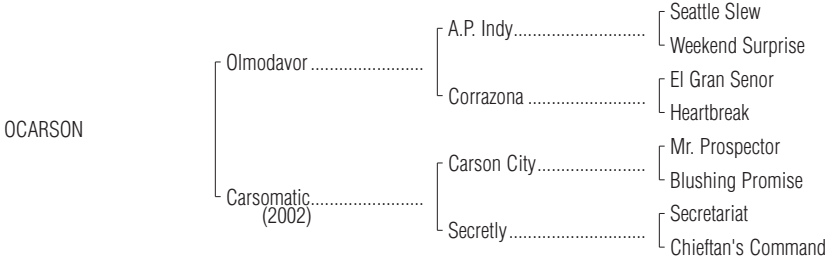 Seattle Slew
A.P. Indy..............................
Weekend Surprise
Olmodavor.........................
El Gran Senor
Corrazona...........................
Heartbreak
OCARSON
Mr. Prospector
Carson City.........................
Blushing Promise
Carsomatic.........................
(2002)
Secretariat
Secretly...............................
Chieftan's Command